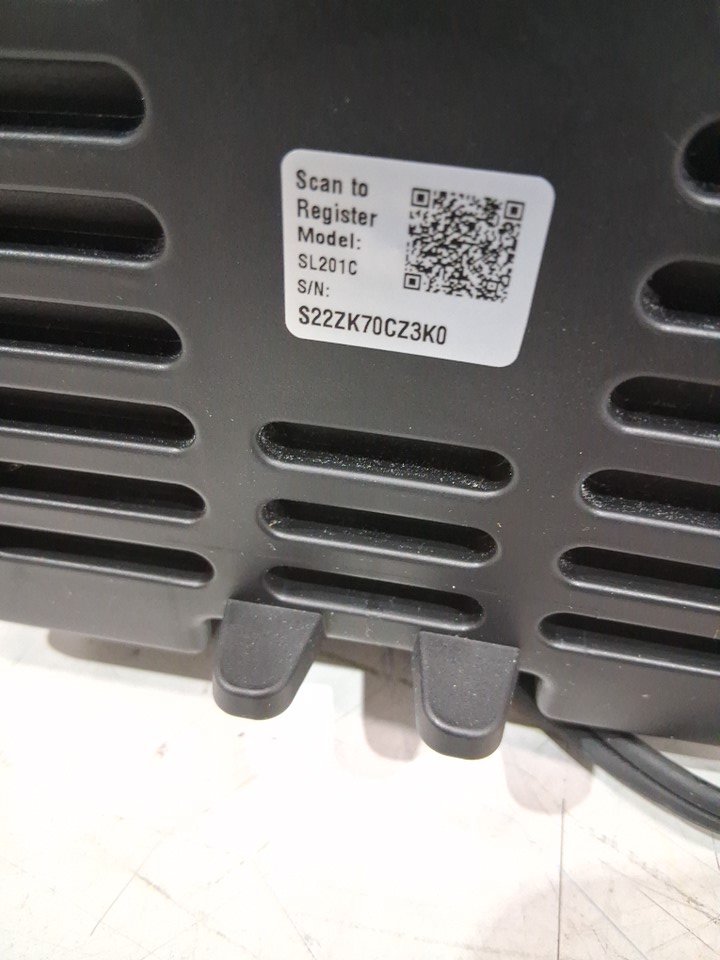 Scan to
Register
Model:
SL201C
S/N:
S22ZK70CZ3K0